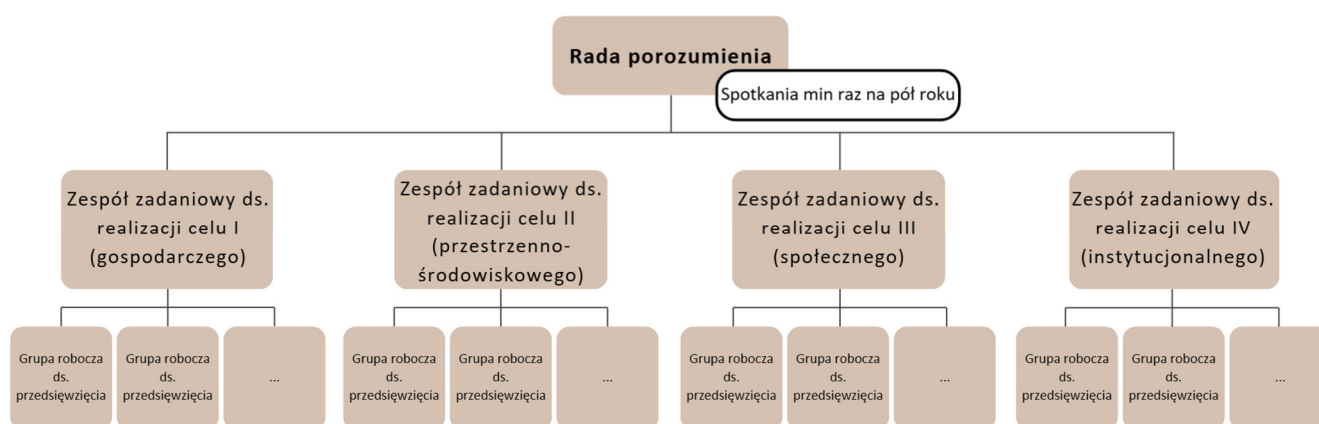 Rada porozumienia
Spotkania min raz na pół roku
Zespół zadaniowy ds.
realizacji celu I
(gospodarczego)
Zespół zadaniowy ds.
realizacji celu II
(przestrzenno-
środowiskowego)
Zespół zadaniowy ds.
realizacji celu III
(społecznego)
Zespół zadaniowy ds.
realizacji celu IV
(instytucjonalnego)
Grupa robocza
ds.
przedsięwzięcia
Grupa robocza
ds.
przedsięwzięcia
...
Grupa robocza
ds.
przedsięwzięcia
Grupa robocza
ds.
przedsięwzięcia
...
Grupa robocza
ds.
przedsięwzięcia
Grupa robocza
ds.
przedsięwzięcia
...
Grupa robocza
ds.
przedsięwzięcia
Grupa robocza
ds.
przedsięwzięcia
...